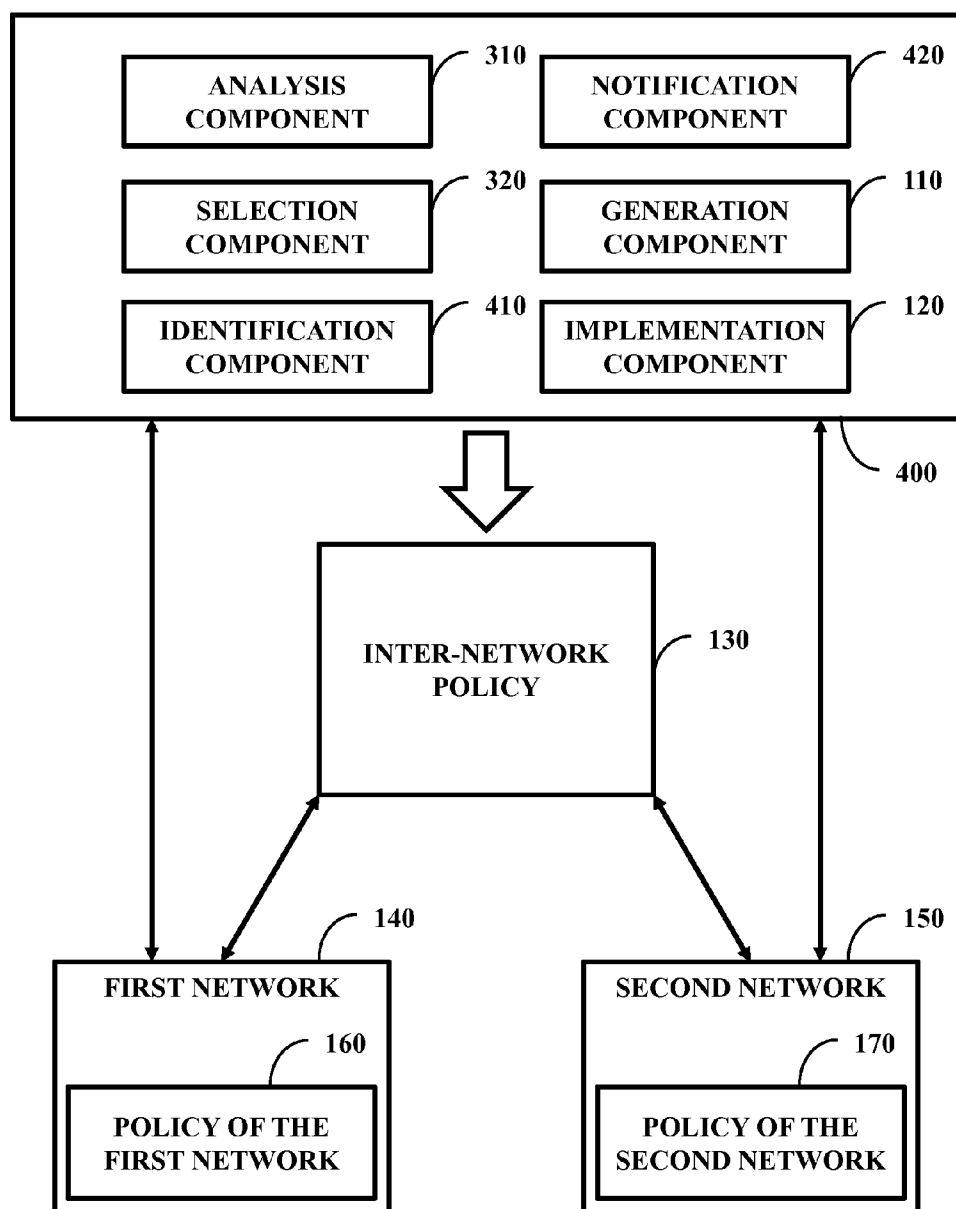 310
420
ANALYSIS
COMPONENT
NOTIFICATION
COMPONENT
320
110
SELECTION
COMPONENT
GENERATION
COMPONENT
410
120
IDENTIFICATION
COMPONENT
IMPLEMENTATION
COMPONENT
400
INTER-NETWORK
POLICY
130
140
150
FIRST NETWORK
SECOND NETWORK
160
170
POLICY OF THE
FIRST NETWORK
POLICY OF THE
SECOND NETWORK